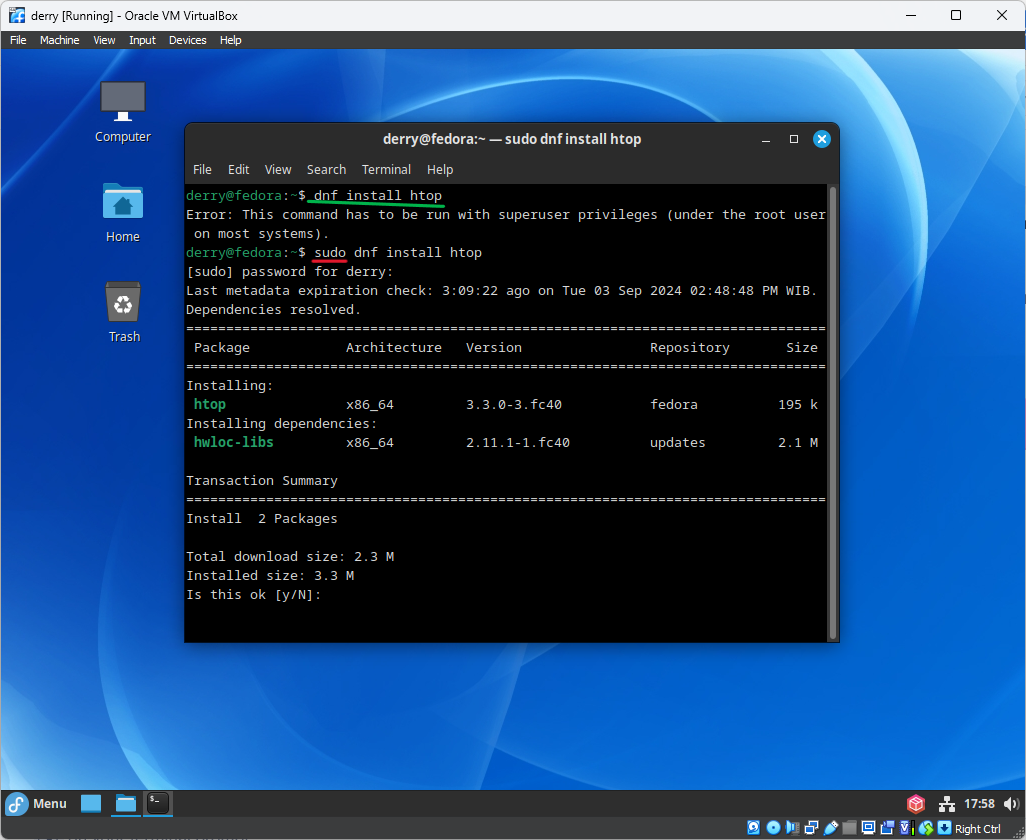 derry [Running] - Oracle VM VirtualBox
File Machine View Input Devices Help
Computer
Home
Trash
derry@fedora:~ — sudo dnf install htop
File Edit View Search Terminal Help
derry@fedora:~$ dnf install htop
Error: This command has to be run with superuser privileges (under the root user
on most systems).
derry@fedora:~$ sudo dnf install htop
[sudo] password for derry:
Last metadata expiration check: 3:09:22 ago on Tue 03 Sep 2024 02:48:48 PM WIB.
Dependencies resolved.
================================================================================
Package Architecture Version Repository Size
================================================================================
Installing:
htop x86_64 3.3.0-3.fc40 fedora 195 k
Installing dependencies:
hwloc-libs x86_64 2.11.1-1.fc40 updates 2.1 M
Transaction Summary
================================================================================
Install 2 Packages
Total download size: 2.3 M
Installed size: 3.3 M
Is this ok [y/N]:
Menu 17:58
Right Ctrl